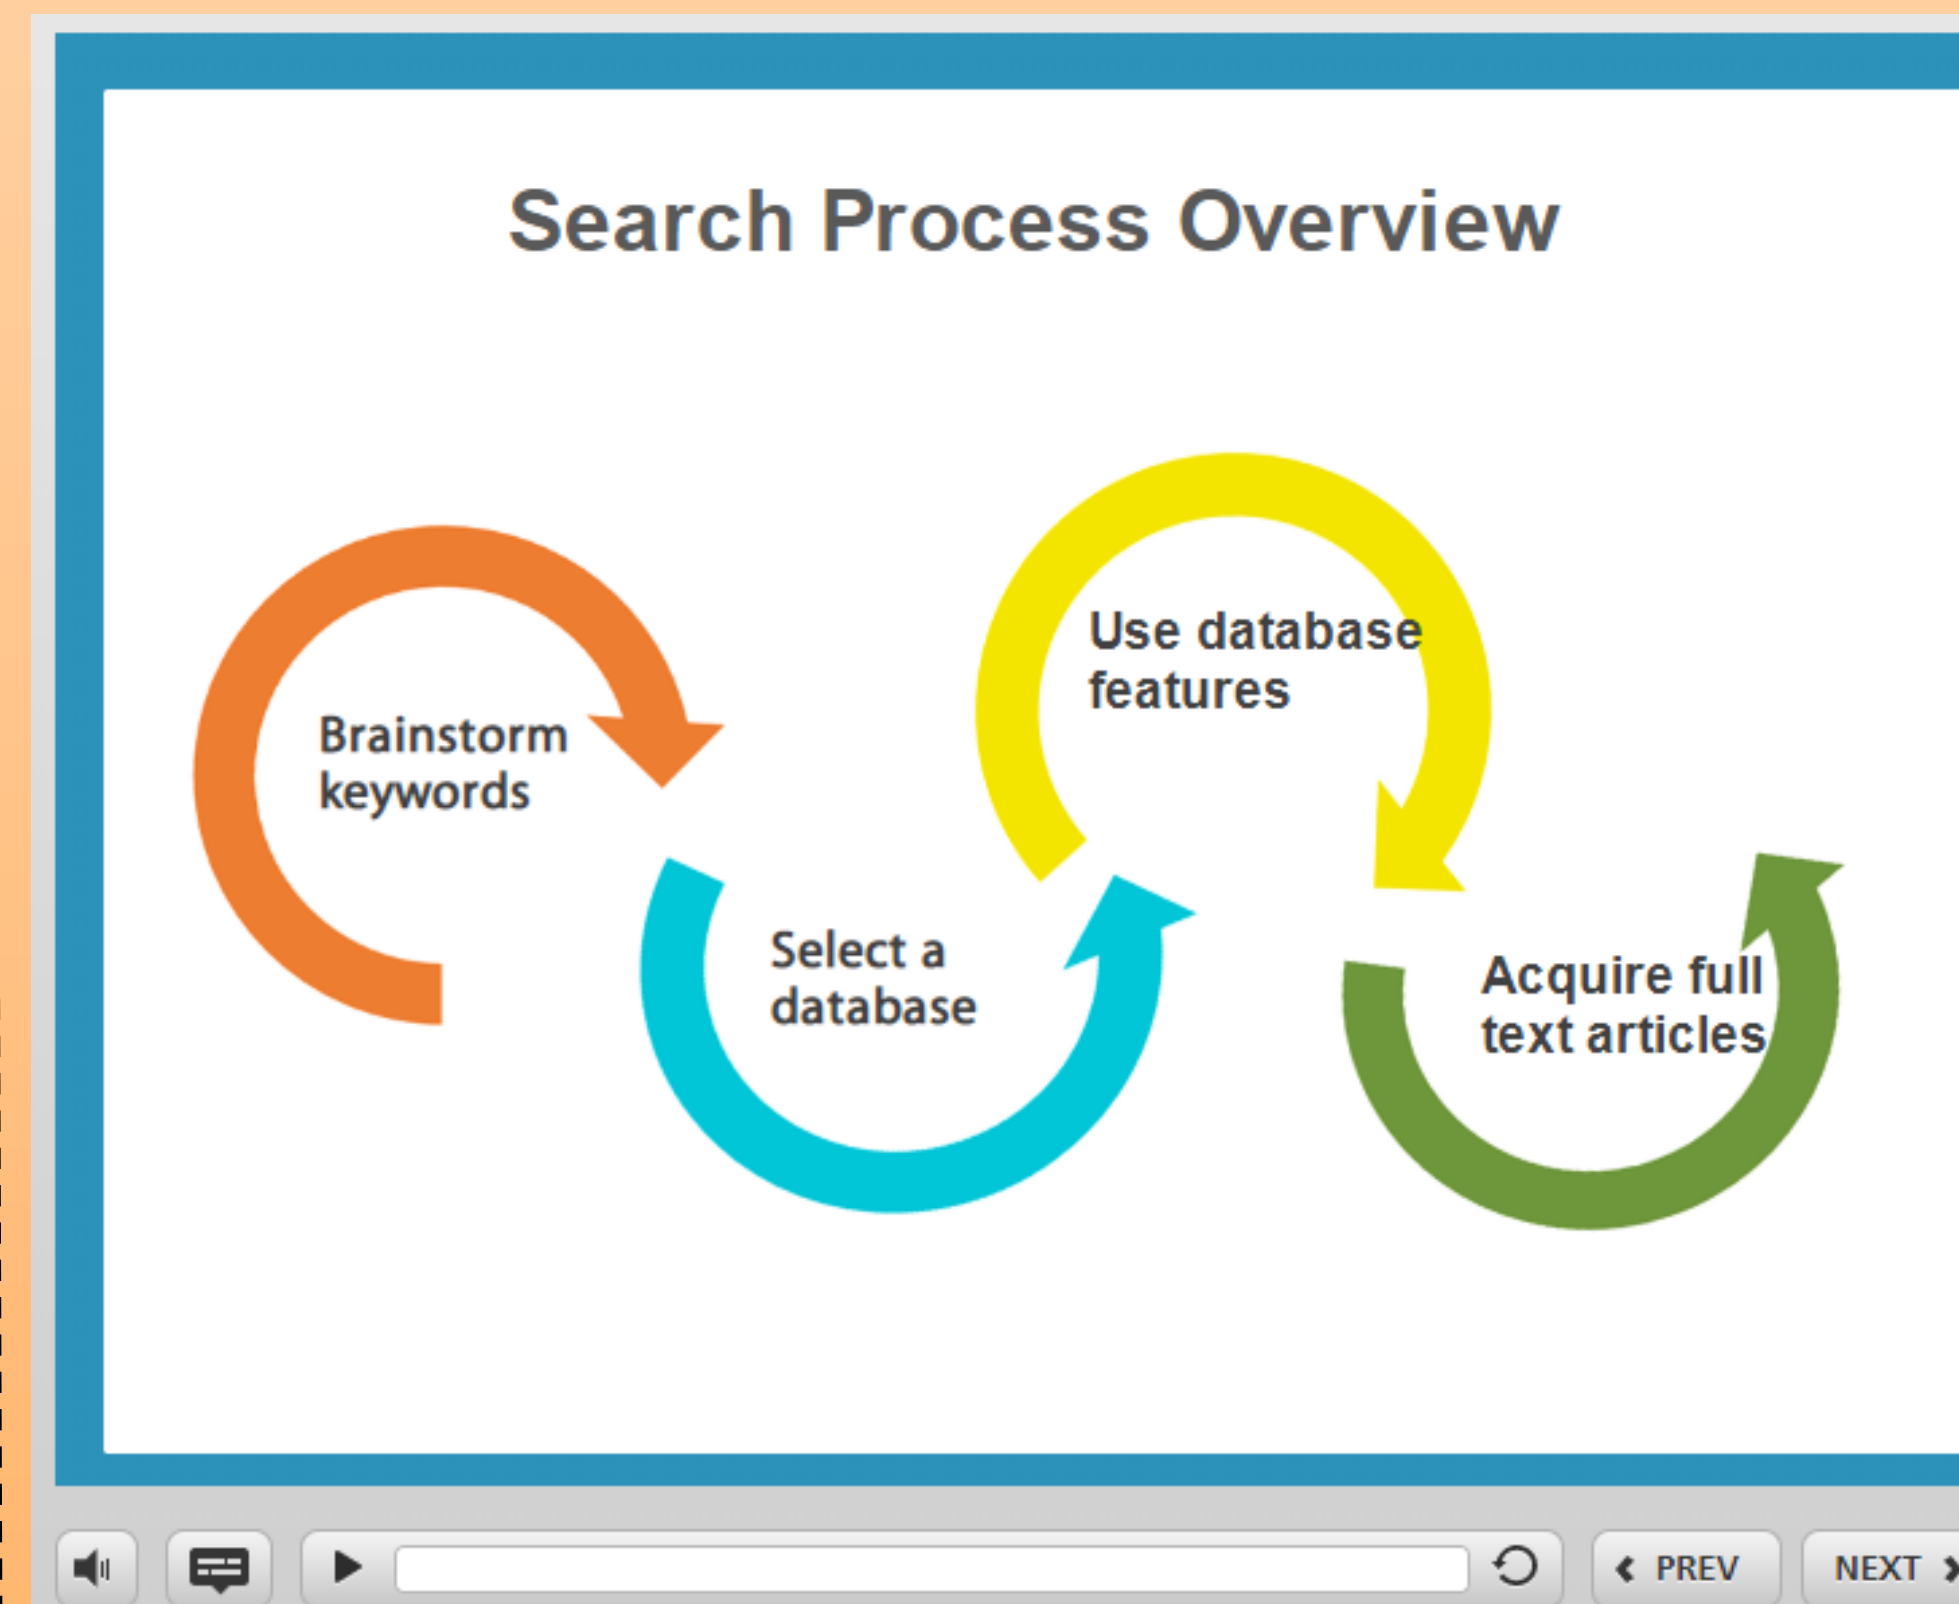 Search Process Overview
Brainstorm
keywords
Select a
database
Use database
features
Acquire full
text articles
PREV
NEXT